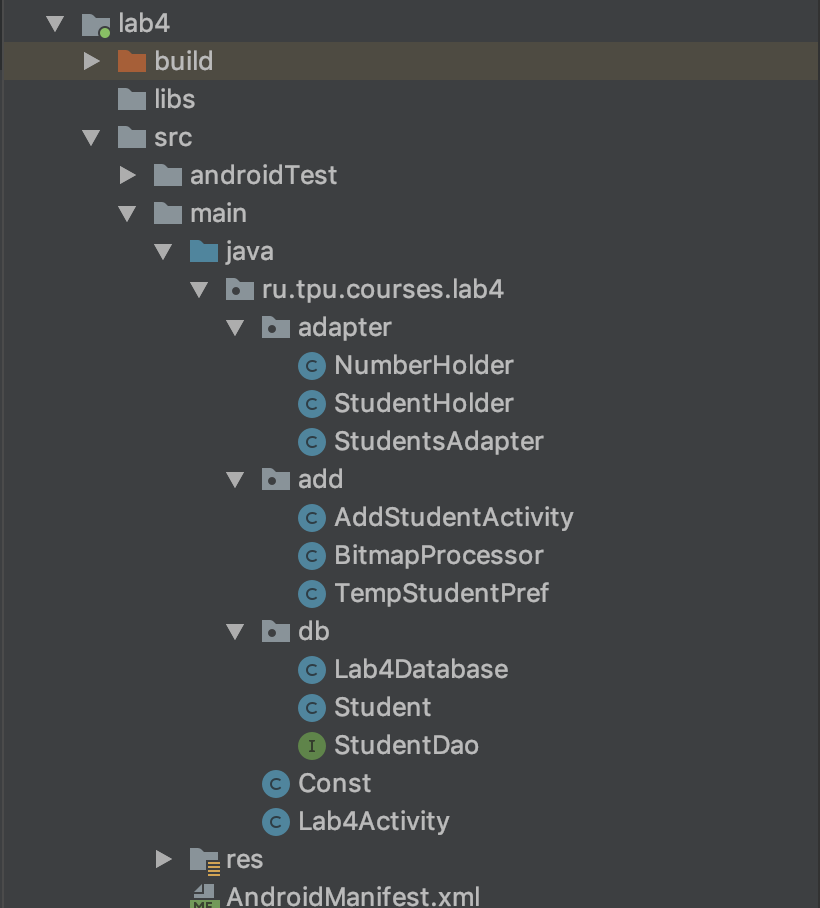 lab4
build
libs
src
androidTest
main
java
ru.tpu.courses.lab4
adapter
C NumberHolder
C StudentHolder
C StudentsAdapter
add
C AddStudentActivity
C BitmapProcessor
C TempStudentPref
db
C Lab4Database
C Student
I StudentDao
C Const
C Lab4Activity
res
MF AndroidManifest.xml